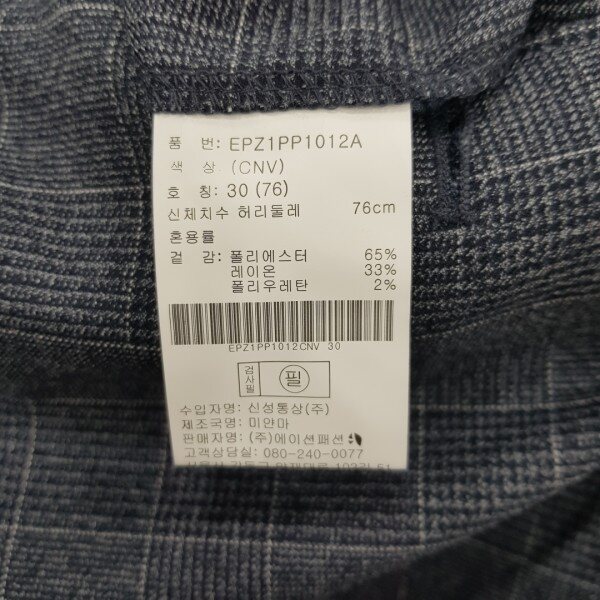 품 번: EPZ1PP1012A
색 상: (CNV)
호 칭: 30 (76)
신체치수 허리둘레 76cm
혼용률
겉 감: 폴리에스터 65%
레이온 33%
폴리우레탄 2%
EPZ1PP1012CNV 30
검사필 필
수입자명: 신성통상(주)
제조국명: 미얀마
판매자명: (주)에이션패션
고객상담실: 080-240-0077